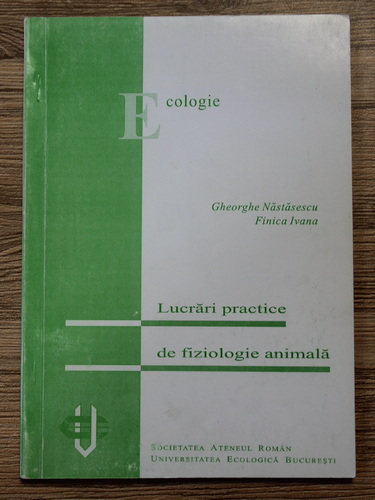 Ecologie
Gheorghe Năstăsescu
Finica Ivana
Lucrări practice
de fiziologie animală
Societatea Ateneul Român
Universitatea Ecologică București